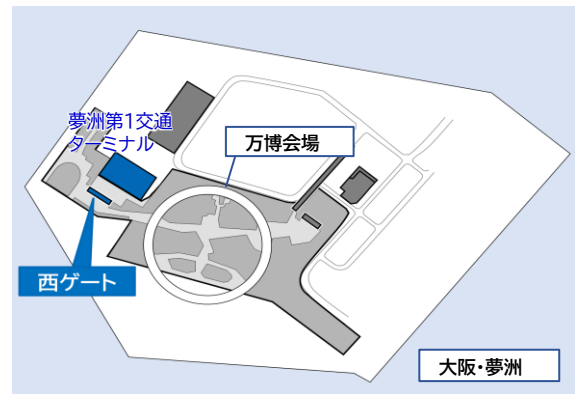 夢洲第1交通
ターミナル
万博会場
西ゲート
大阪・夢洲